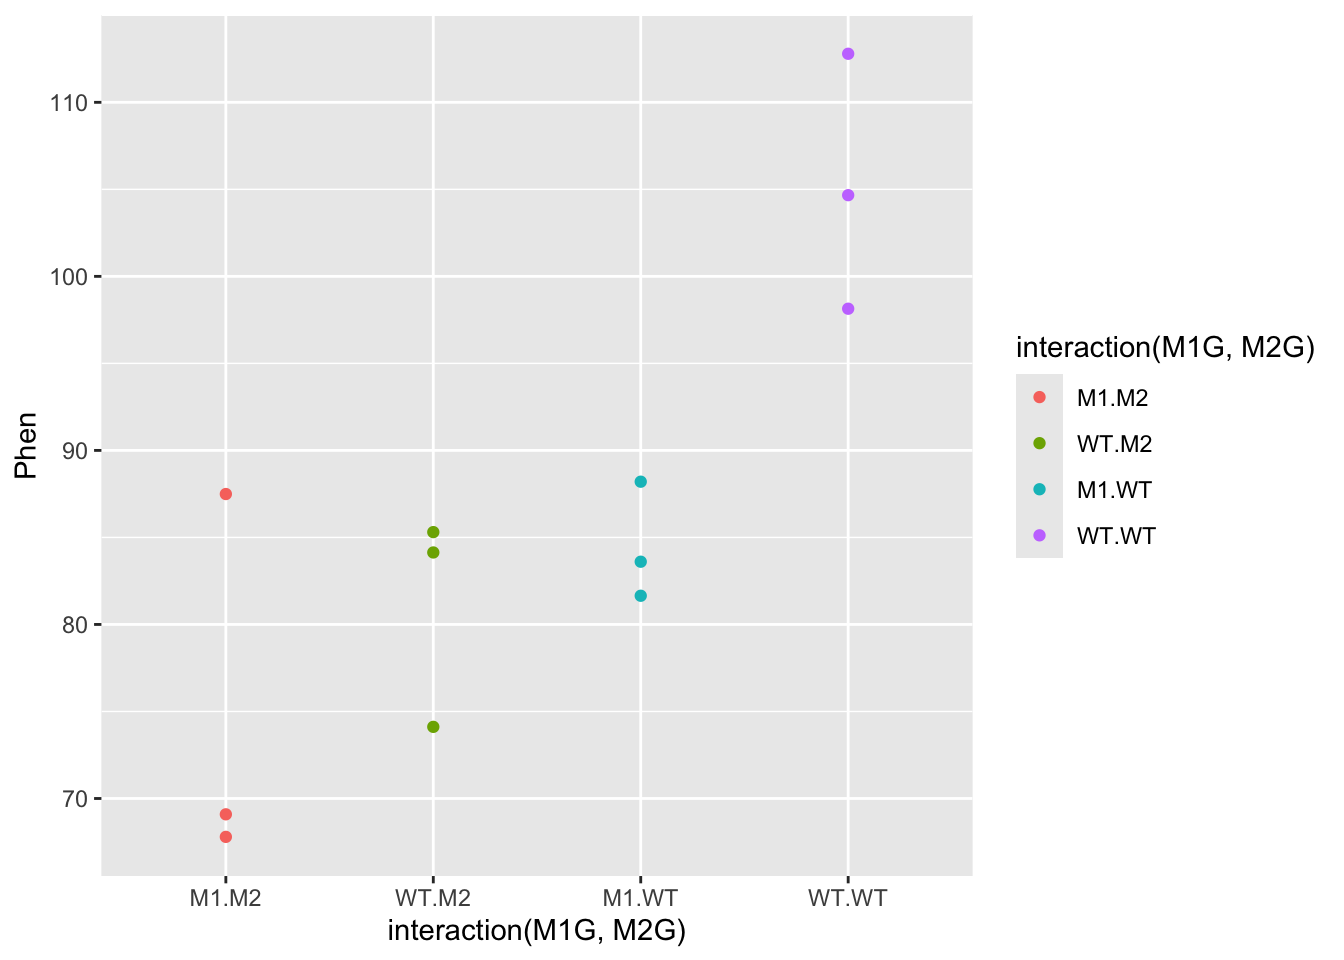 Phen
110
100
90
80
70
M1.M2 WT.M2 M1.WT WT.WT
interaction(M1G, M2G)
interaction(M1G, M2G)
M1.M2
WT.M2
M1.WT
WT.WT